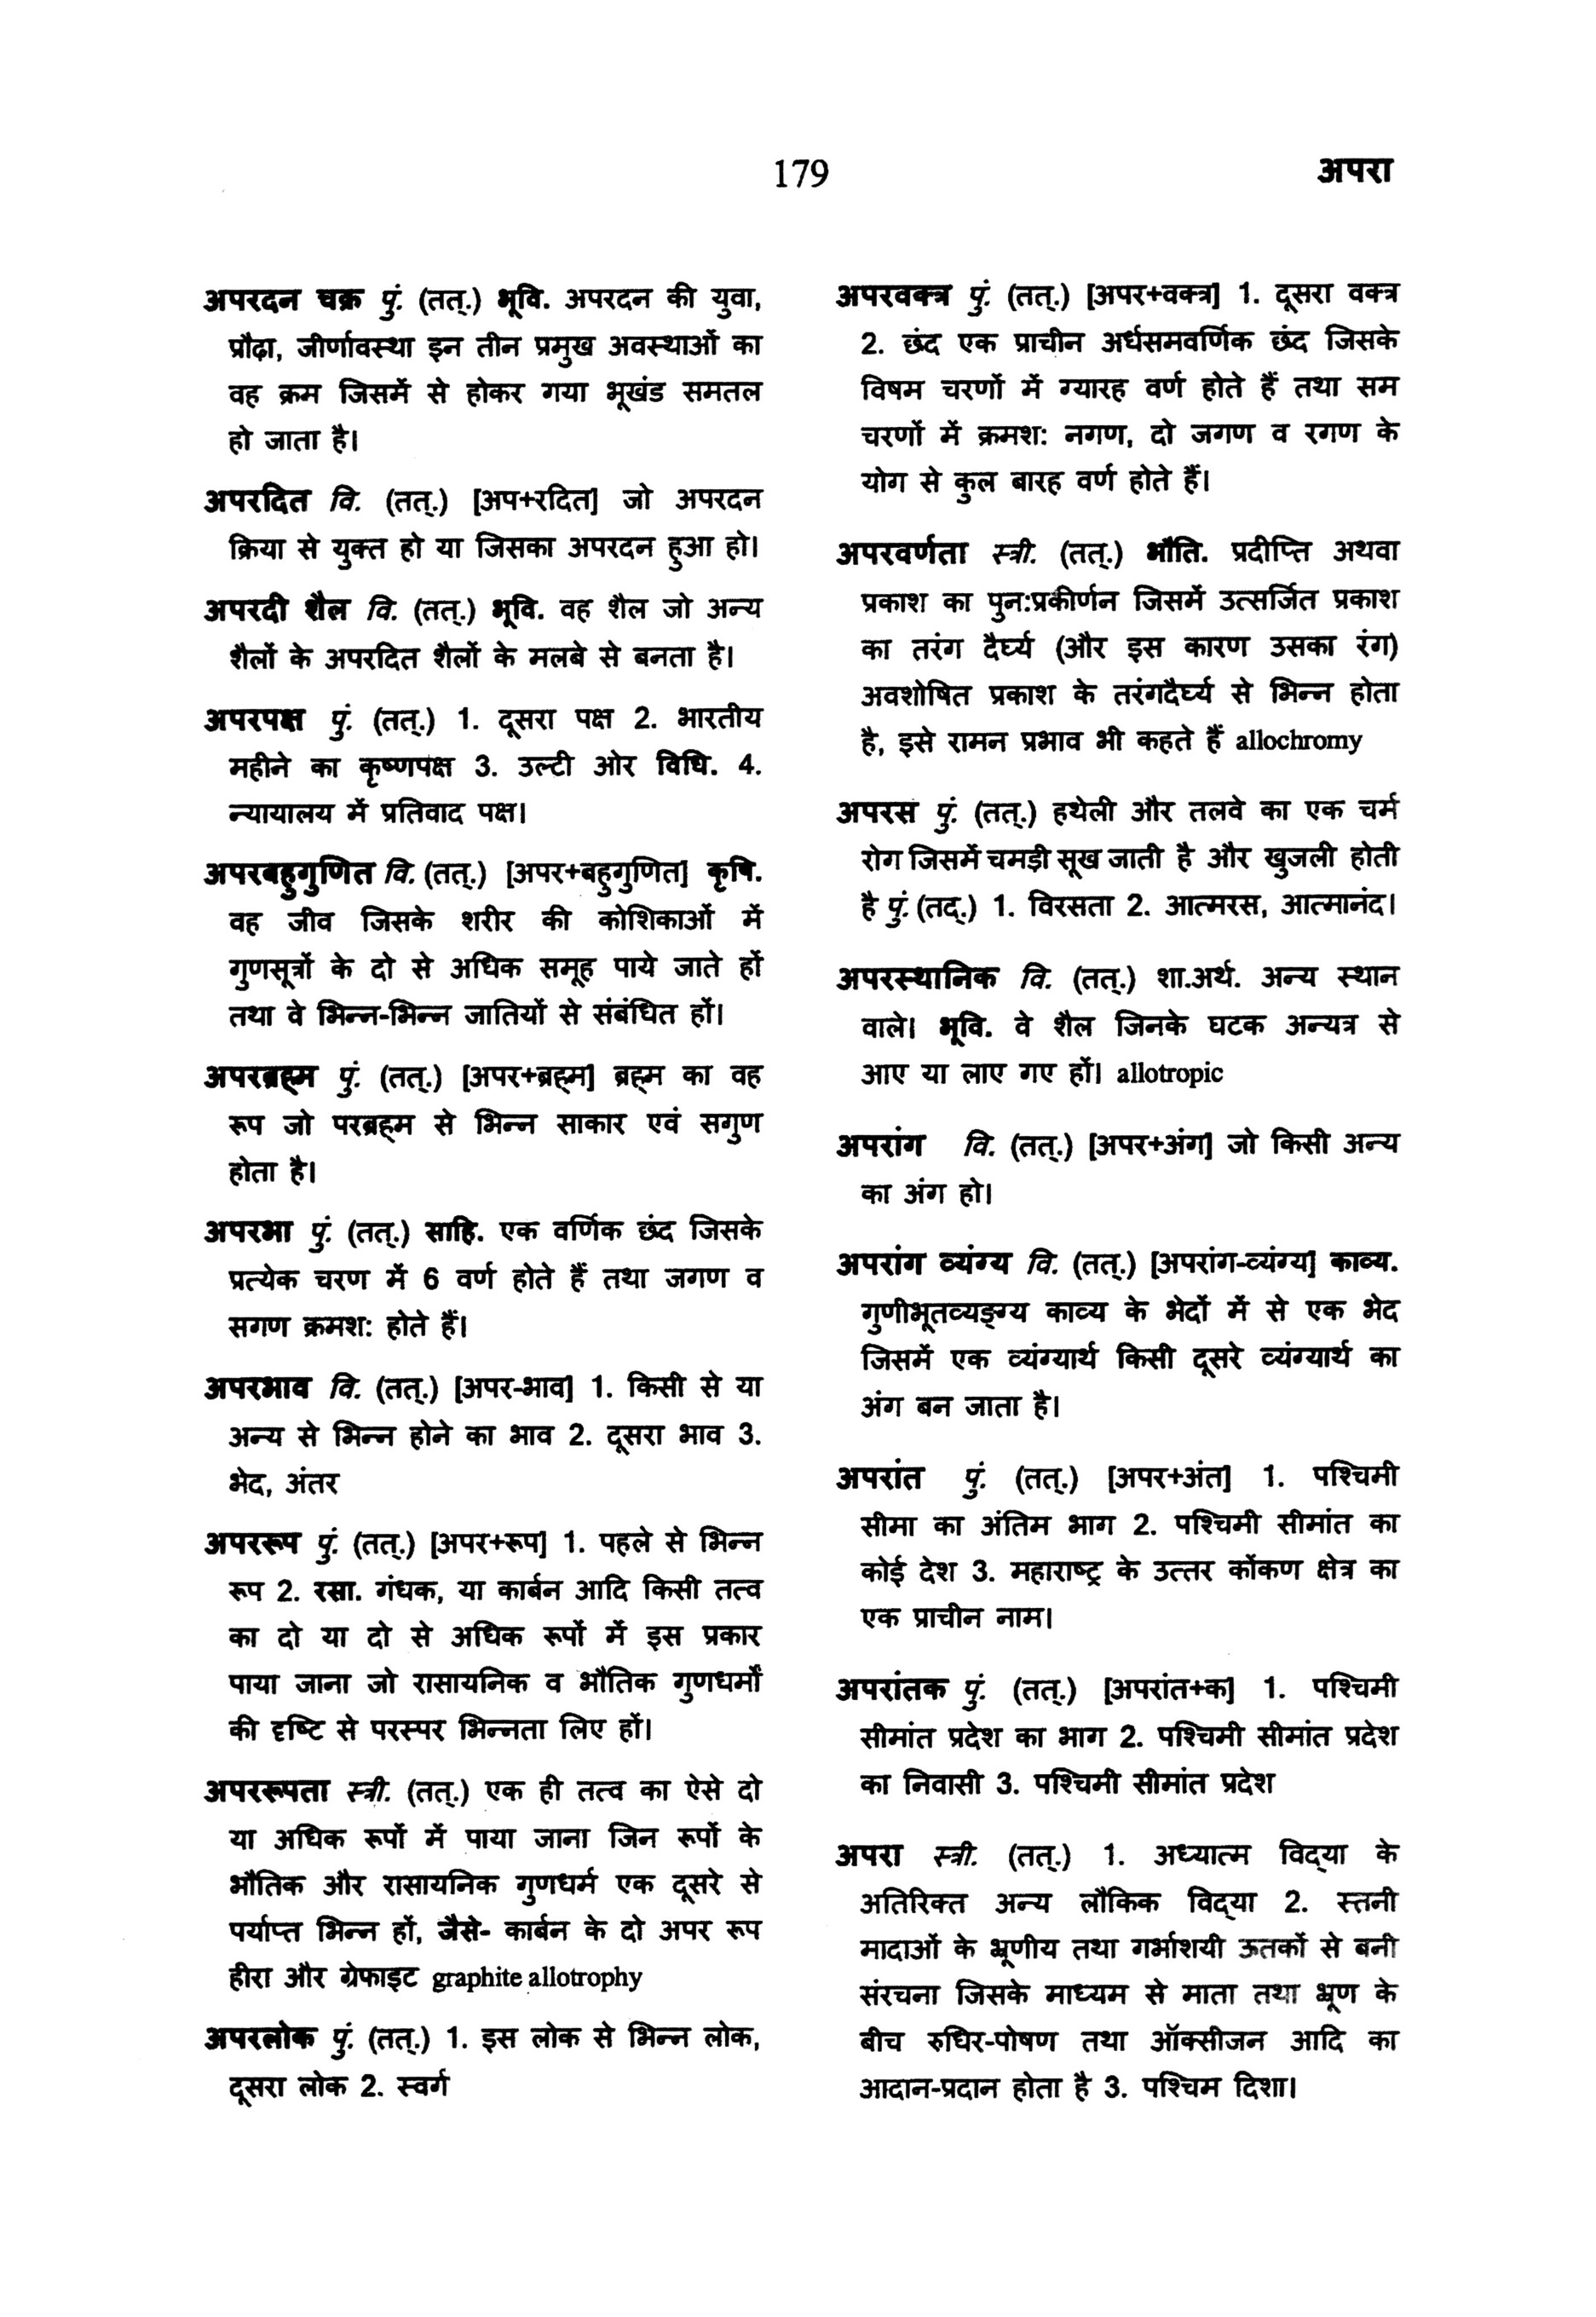 179
अपरा
अपरदन चक्र पुं. (तत्.) भूवि. अपरदन की युवा,
प्रौढ़ा, जीर्णावस्था इन तीन प्रमुख अवस्थाओं का
वह क्रम जिसमें से होकर गया भूखंड समतल
हो जाता है।
अपरदित वि. (तत्.) [अप+रदित] जो अपरदन
क्रिया से युक्त हो या जिसका अपरदन हुआ हो।
अपरदी शैल वि. (तत्.) भूवि. वह शैल जो अन्य
शैलों के अपरदित शैलों के मलबे से बनता है।
अपरपक्ष पुं. (तत्.) 1. दूसरा पक्ष 2. भारतीय
महीने का कृष्णपक्ष 3. उल्टी ओर विधि. 4.
न्यायालय में प्रतिवाद पक्ष।
अपरबहुगुणित वि. (तत्.) [अपर+बहुगुणित] कृषि.
वह जीव जिसके शरीर की कोशिकाओं में
गुणसूत्रों के दो से अधिक समूह पाये जाते हों
तथा वे भिन्न-भिन्न जातियों से संबंधित हों।
अपरब्रह्म पुं. (तत्.) [अपर+ब्रह्म] ब्रह्म का वह
रूप जो परब्रह्म से भिन्न साकार एवं सगुण
होता है।
अपरभा पुं. (तत्.) साहि. एक वर्णिक छंद जिसके
प्रत्येक चरण में 6 वर्ण होते हैं तथा जगण व
सगण क्रमश: होते हैं।
अपरभाव वि. (तत्.) [अपर-भाव] 1. किसी से या
अन्य से भिन्न होने का भाव 2. दूसरा भाव 3.
भेद, अंतर
अपररूप पुं. (तत्.) [अपर+रूप] 1. पहले से भिन्न
रूप 2. रसा. गंधक, या कार्बन आदि किसी तत्व
का दो या दो से अधिक रूपों में इस प्रकार
पाया जाना जो रासायनिक व भौतिक गुणधर्मों
की दृष्टि से परस्पर भिन्नता लिए हों।
अपररूपता स्त्री. (तत्.) एक ही तत्व का ऐसे दो
या अधिक रूपों में पाया जाना जिन रूपों के
भौतिक और रासायनिक गुणधर्म एक दूसरे से
पर्याप्त भिन्न हों, जैसे- कार्बन के दो अपर रूप
हीरा और ग्रेफाइट graphite allotrophy
अपरलोक पुं. (तत्.) 1. इस लोक से भिन्न लोक,
दूसरा लोक 2. स्वर्ग
अपरवक्त्र पुं. (तत्.) [अपर+वक्त्र] 1. दूसरा वक्त्र
2. छंद एक प्राचीन अर्धसमवर्णिक छंद जिसके
विषम चरणों में ग्यारह वर्ण होते हैं तथा सम
चरणों में क्रमश: नगण, दो जगण व रगण के
योग से कुल बारह वर्ण होते हैं।
अपरवर्णता स्त्री. (तत्.) भौति. प्रदीप्ति अथवा
प्रकाश का पुन:प्रकीर्णन जिसमें उत्सर्जित प्रकाश
का तरंग दैर्घ्य (और इस कारण उसका रंग)
अवशोषित प्रकाश के तरंगदैर्घ्य से भिन्न होता
है, इसे रामन प्रभाव भी कहते हैं allochromy
अपरस पुं. (तत्.) हथेली और तलवे का एक चर्म
रोग जिसमें चमड़ी सूख जाती है और खुजली होती
है पुं. (तद्.) 1. विरसता 2. आत्मरस, आत्मानंद।
अपरस्थानिक वि. (तत्.) शा.अर्थ. अन्य स्थान
वाले। भूवि. वे शैल जिनके घटक अन्यत्र से
आए या लाए गए हों। allotropic
अपरांग वि. (तत्.) [अपर+अंग] जो किसी अन्य
का अंग हो।
अपरांग व्यंग्य वि. (तत्.) [अपरांग-व्यंग्य] काव्य.
गुणीभूतव्यङ्ग्य काव्य के भेदों में से एक भेद
जिसमें एक व्यंग्यार्थ किसी दूसरे व्यंग्यार्थ का
अंग बन जाता है।
अपरांत पुं. (तत्.) [अपर+अंत] 1. पश्चिमी
सीमा का अंतिम भाग 2. पश्चिमी सीमांत का
कोई देश 3. महाराष्ट्र के उत्तर कोंकण क्षेत्र का
एक प्राचीन नाम।
अपरांतक पुं. (तत्.) [अपरांत+क] 1. पश्चिमी
सीमांत प्रदेश का भाग 2. पश्चिमी सीमांत प्रदेश
का निवासी 3. पश्चिमी सीमांत प्रदेश
अपरा स्त्री. (तत्.) 1. अध्यात्म विद्‌या के
अतिरिक्त अन्य लौकिक विद्‌या 2. स्तनी
मादाओं के भ्रूणीय तथा गर्भाशयी ऊतकों से बनी
संरचना जिसके माध्यम से माता तथा भ्रूण के
बीच रुधिर-पोषण तथा ऑक्सीजन आदि का
आदान-प्रदान होता है 3. पश्चिम दिशा।